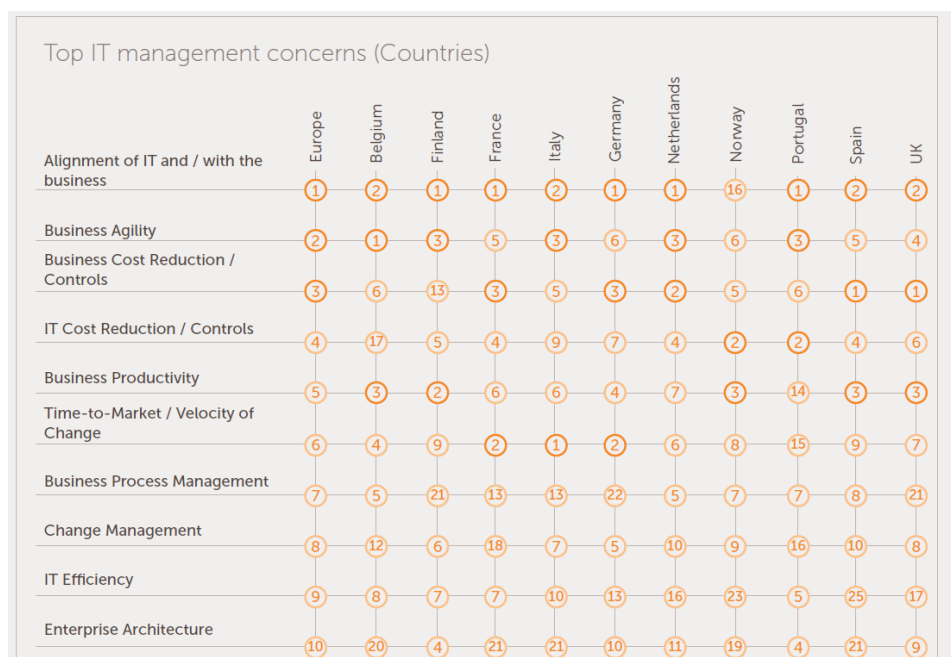 Top IT management concerns (Countries)
Europe Belgium Finland France Italy Germany Netherlands Norway Portugal Spain UK
Alignment of IT and / with the
business
1 2 1 1 2 1 1 16 1 2 2
Business Agility
2 1 3 5 3 6 3 6 3 5 4
Business Cost Reduction /
Controls
3 6 13 3 5 3 2 5 6 1 1
IT Cost Reduction / Controls
4 17 5 4 9 7 4 2 2 4 6
Business Productivity
5 3 2 6 6 4 7 3 14 3 3
Time-to-Market / Velocity of
Change
6 4 9 2 1 2 6 8 15 9 7
Business Process Management
7 5 21 13 13 22 5 7 7 8 21
Change Management
8 12 6 18 7 5 10 9 16 10 8
IT Efficiency
9 8 7 7 10 13 16 23 5 25 17
Enterprise Architecture
10 20 4 21 21 10 11 19 4 21 9